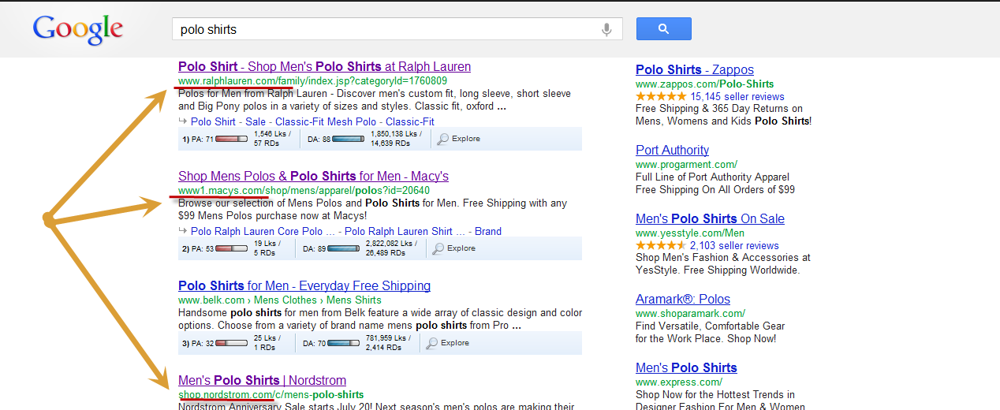 Google
polo shirts
Polo Shirt - Shop Men's Polo Shirts at Ralph Lauren
www.ralphlauren.com/family/index.jsp?categoryId=1760809
Polos for Men from Ralph Lauren - Discover men's custom fit, long sleeve, short sleeve
and Big Pony polos in a variety of sizes and styles. Classic fit, oxford ...
Polo Shirt - Sale - Classic-Fit Mesh Polo - Classic-Fit
1) PA: 71 1,546 Lks / DA: 88 1,850,138 Lks / Explore
57 RDs 14,639 RDs
Shop Mens Polos & Polo Shirts for Men - Macy's
www1.macys.com/shop/mens/apparel/polos?id=20640
Browse our selection of Mens Polos and Polo Shirts for Men. Free Shipping with any
$99 Mens Polos purchase now at Macys!
Polo Ralph Lauren Core Polo ... - Polo Ralph Lauren Shirt ... - Brand
2) PA: 53 19 Lks / DA: 89 2,822,082 Lks / Explore
5 RDs 26,489 RDs
Polo Shirts for Men - Everyday Free Shipping
www.belk.com › Mens Clothes › Mens Shirts
Handsome polo shirts for men from Belk feature a wide array of classic design and color
options. Choose from a variety of brand name mens polo shirts from Pro ...
3) PA: 32 25 Lks / DA: 70 781,959 Lks / Explore
1 RDs 2,414 RDs
Men's Polo Shirts | Nordstrom
shop.nordstrom.com/c/mens-polo-shirts
Nordstrom Anniversary Sale starts July 20! Next season's men's polos are making their
Polo Shirts - Zappos
www.zappos.com/Polo-Shirts
15,145 seller reviews
Free Shipping & 365 Day Returns on
Mens, Womens and Kids Polo Shirts!
Port Authority
www.progarment.com/
Full Line of Port Authority Apparel
Free Shipping On All Orders of $99
Men's Polo Shirts On Sale
www.yesstyle.com/Men
2,103 seller reviews
Shop Men's Fashion & Accessories at
YesStyle. Free Shipping Worldwide.
Aramark®: Polos
www.shoparamark.com/
Find Versatile, Comfortable Gear
for the Work Place. Shop Now!
Men's Polo Shirts
www.express.com/
Shop Now for the Hottest Trends in
Designer Fashion For Men & Women